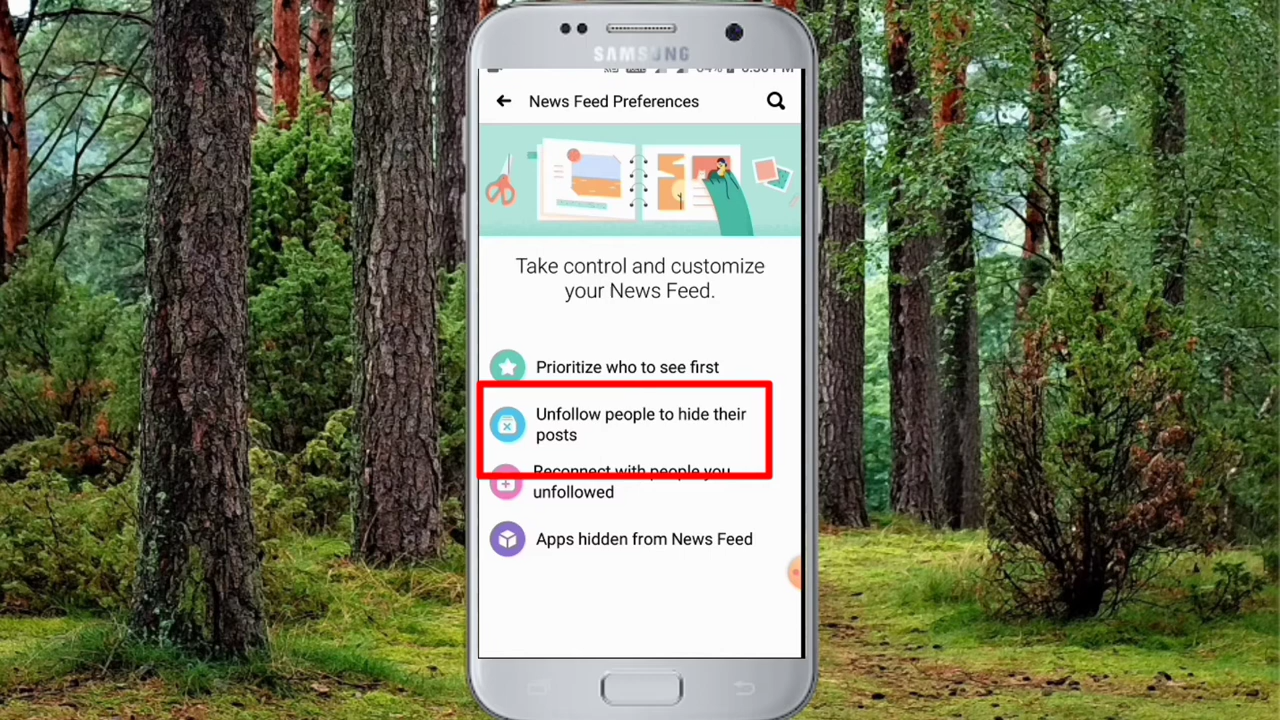 SAMSUNG
News Feed Preferences
Take control and customize
your News Feed.
Prioritize who to see first
Unfollow people to hide their
posts
Reconnect with people you
unfollowed
Apps hidden from News Feed